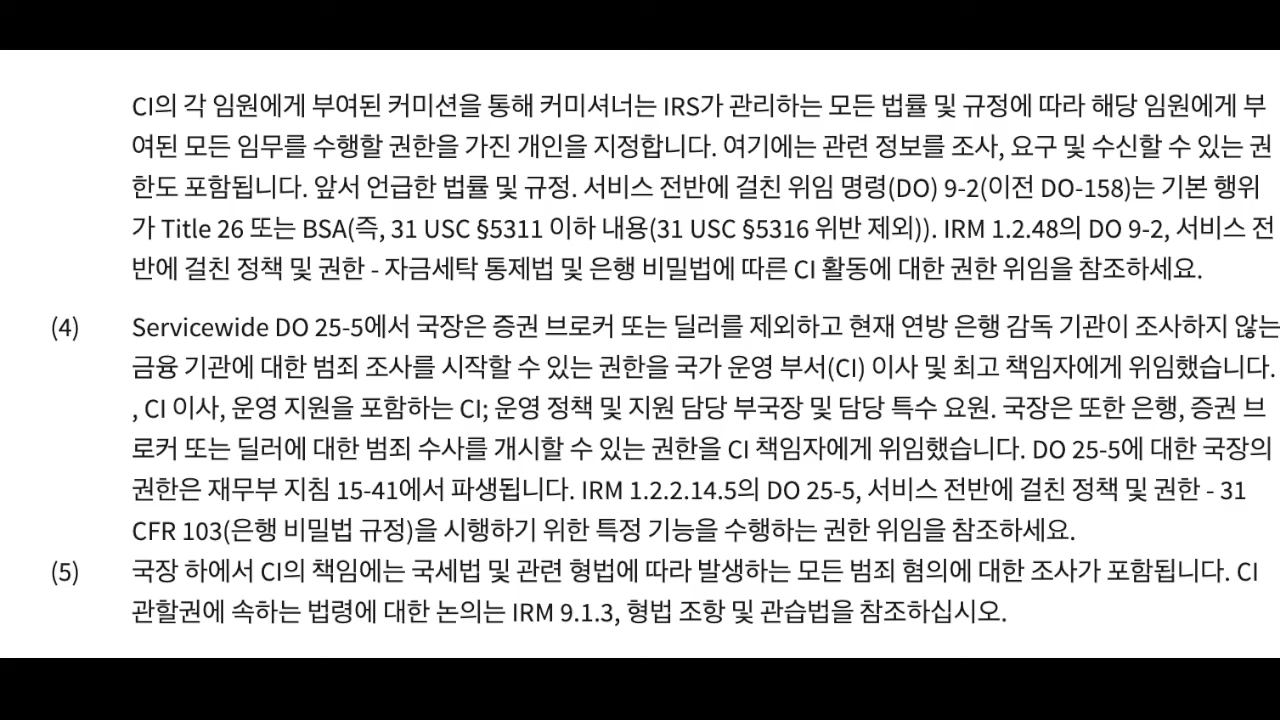 CI의 각 임원에게 부여된 커미션을 통해 커미셔너는 IRS가 관리하는 모든 법률 및 규정에 따라 해당 임원에게 부
여된 모든 임무를 수행할 권한을 가진 개인을 지정합니다. 여기에는 관련 정보를 조사, 요구 및 수신할 수 있는 권
한도 포함됩니다. 앞서 언급한 법률 및 규정. 서비스 전반에 걸친 위임 명령(DO) 9-2(이전 DO-158)는 기본 행위
가 Title 26 또는 BSA(즉, 31 USC §5311 이하 내용(31 USC §5316 위반 제외)). IRM 1.2.48의 DO 9-2, 서비스 전
반에 걸친 정책 및 권한 - 자금세탁 통제법 및 은행 비밀법에 따른 CI 활동에 대한 권한 위임을 참조하세요.
(4) Servicewide DO 25-5에서 국장은 증권 브로커 또는 딜러를 제외하고 현재 연방 은행 감독 기관이 조사하지 않는
금융 기관에 대한 범죄 조사를 시작할 수 있는 권한을 국가 운영 부서(CI) 이사 및 최고 책임자에게 위임했습니다.
, CI 이사, 운영 지원을 포함하는 CI; 운영 정책 및 지원 담당 부국장 및 담당 특수 요원. 국장은 또한 은행, 증권 브
로커 또는 딜러에 대한 범죄 수사를 개시할 수 있는 권한을 CI 책임자에게 위임했습니다. DO 25-5에 대한 국장의
권한은 재무부 지침 15-41에서 파생됩니다. IRM 1.2.2.14.5의 DO 25-5, 서비스 전반에 걸친 정책 및 권한 - 31
CFR 103(은행 비밀법 규정)을 시행하기 위한 특정 기능을 수행하는 권한 위임을 참조하세요.
(5) 국장 하에서 CI의 책임에는 국세법 및 관련 형법에 따라 발생하는 모든 범죄 혐의에 대한 조사가 포함됩니다. CI
관할권에 속하는 법령에 대한 논의는 IRM 9.1.3, 형법 조항 및 관습법을 참조하십시오.